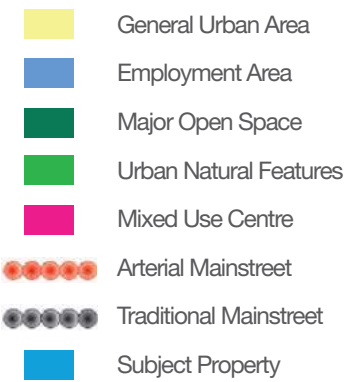 General Urban Area
Employment Area
Major Open Space
Urban Natural Features
Mixed Use Centre
Arterial Mainstreet
Traditional Mainstreet
Subject Property